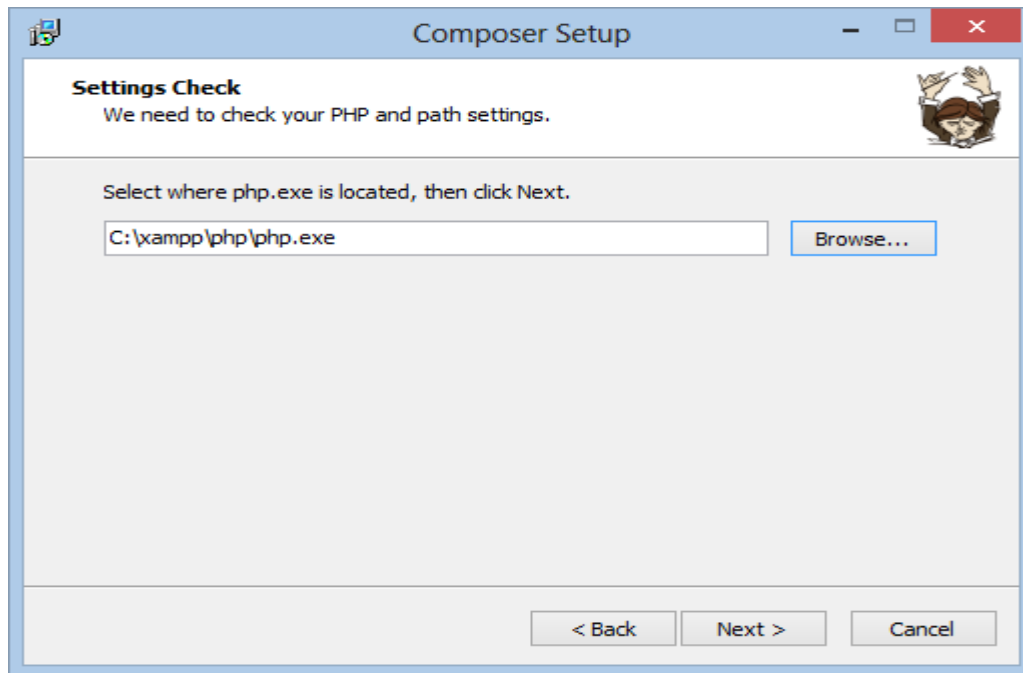 Composer Setup
Settings Check
We need to check your PHP and path settings.
Select where php.exe is located, then click Next.
C:\xampp\php\php.exe
Browse...
< Back
Next >
Cancel